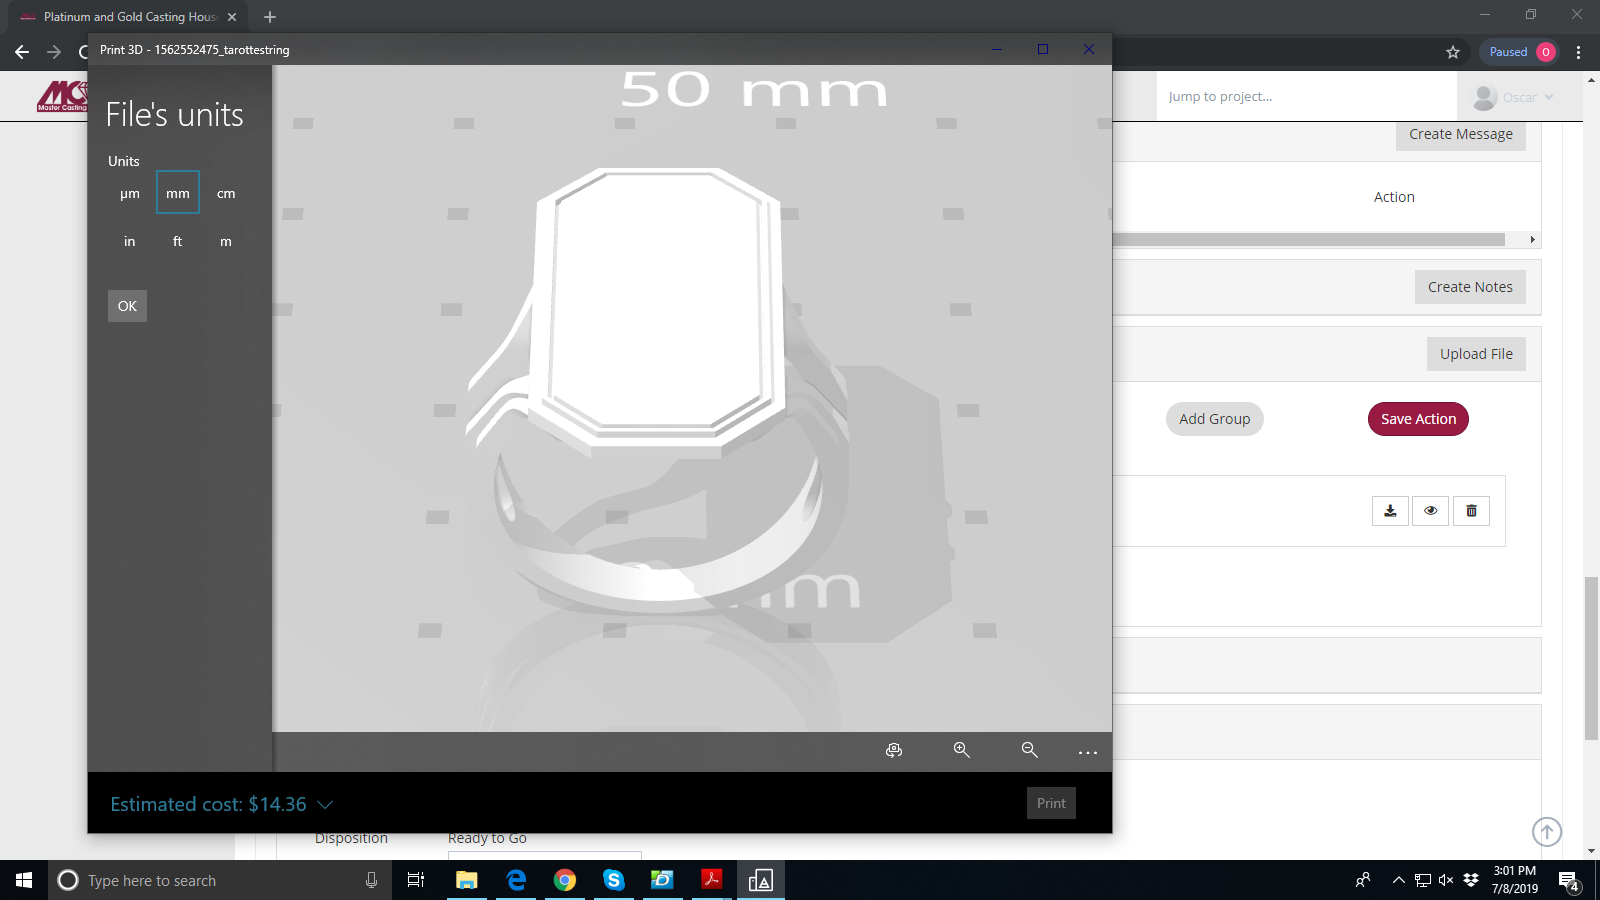 Platinum and Gold Casting Hous
Print 3D - 1562552475_tarottestring
Paused 0
MC
Master Casting
Jump to project...
Oscar
File's units
Units
µm mm cm
in ft m
OK
50 mm
mm
Create Message
Action
Create Notes
Upload File
Add Group
Save Action
Estimated cost: $14.36
Print
Disposition
Ready to Go
Type here to search
3:01 PM
7/8/2019
4